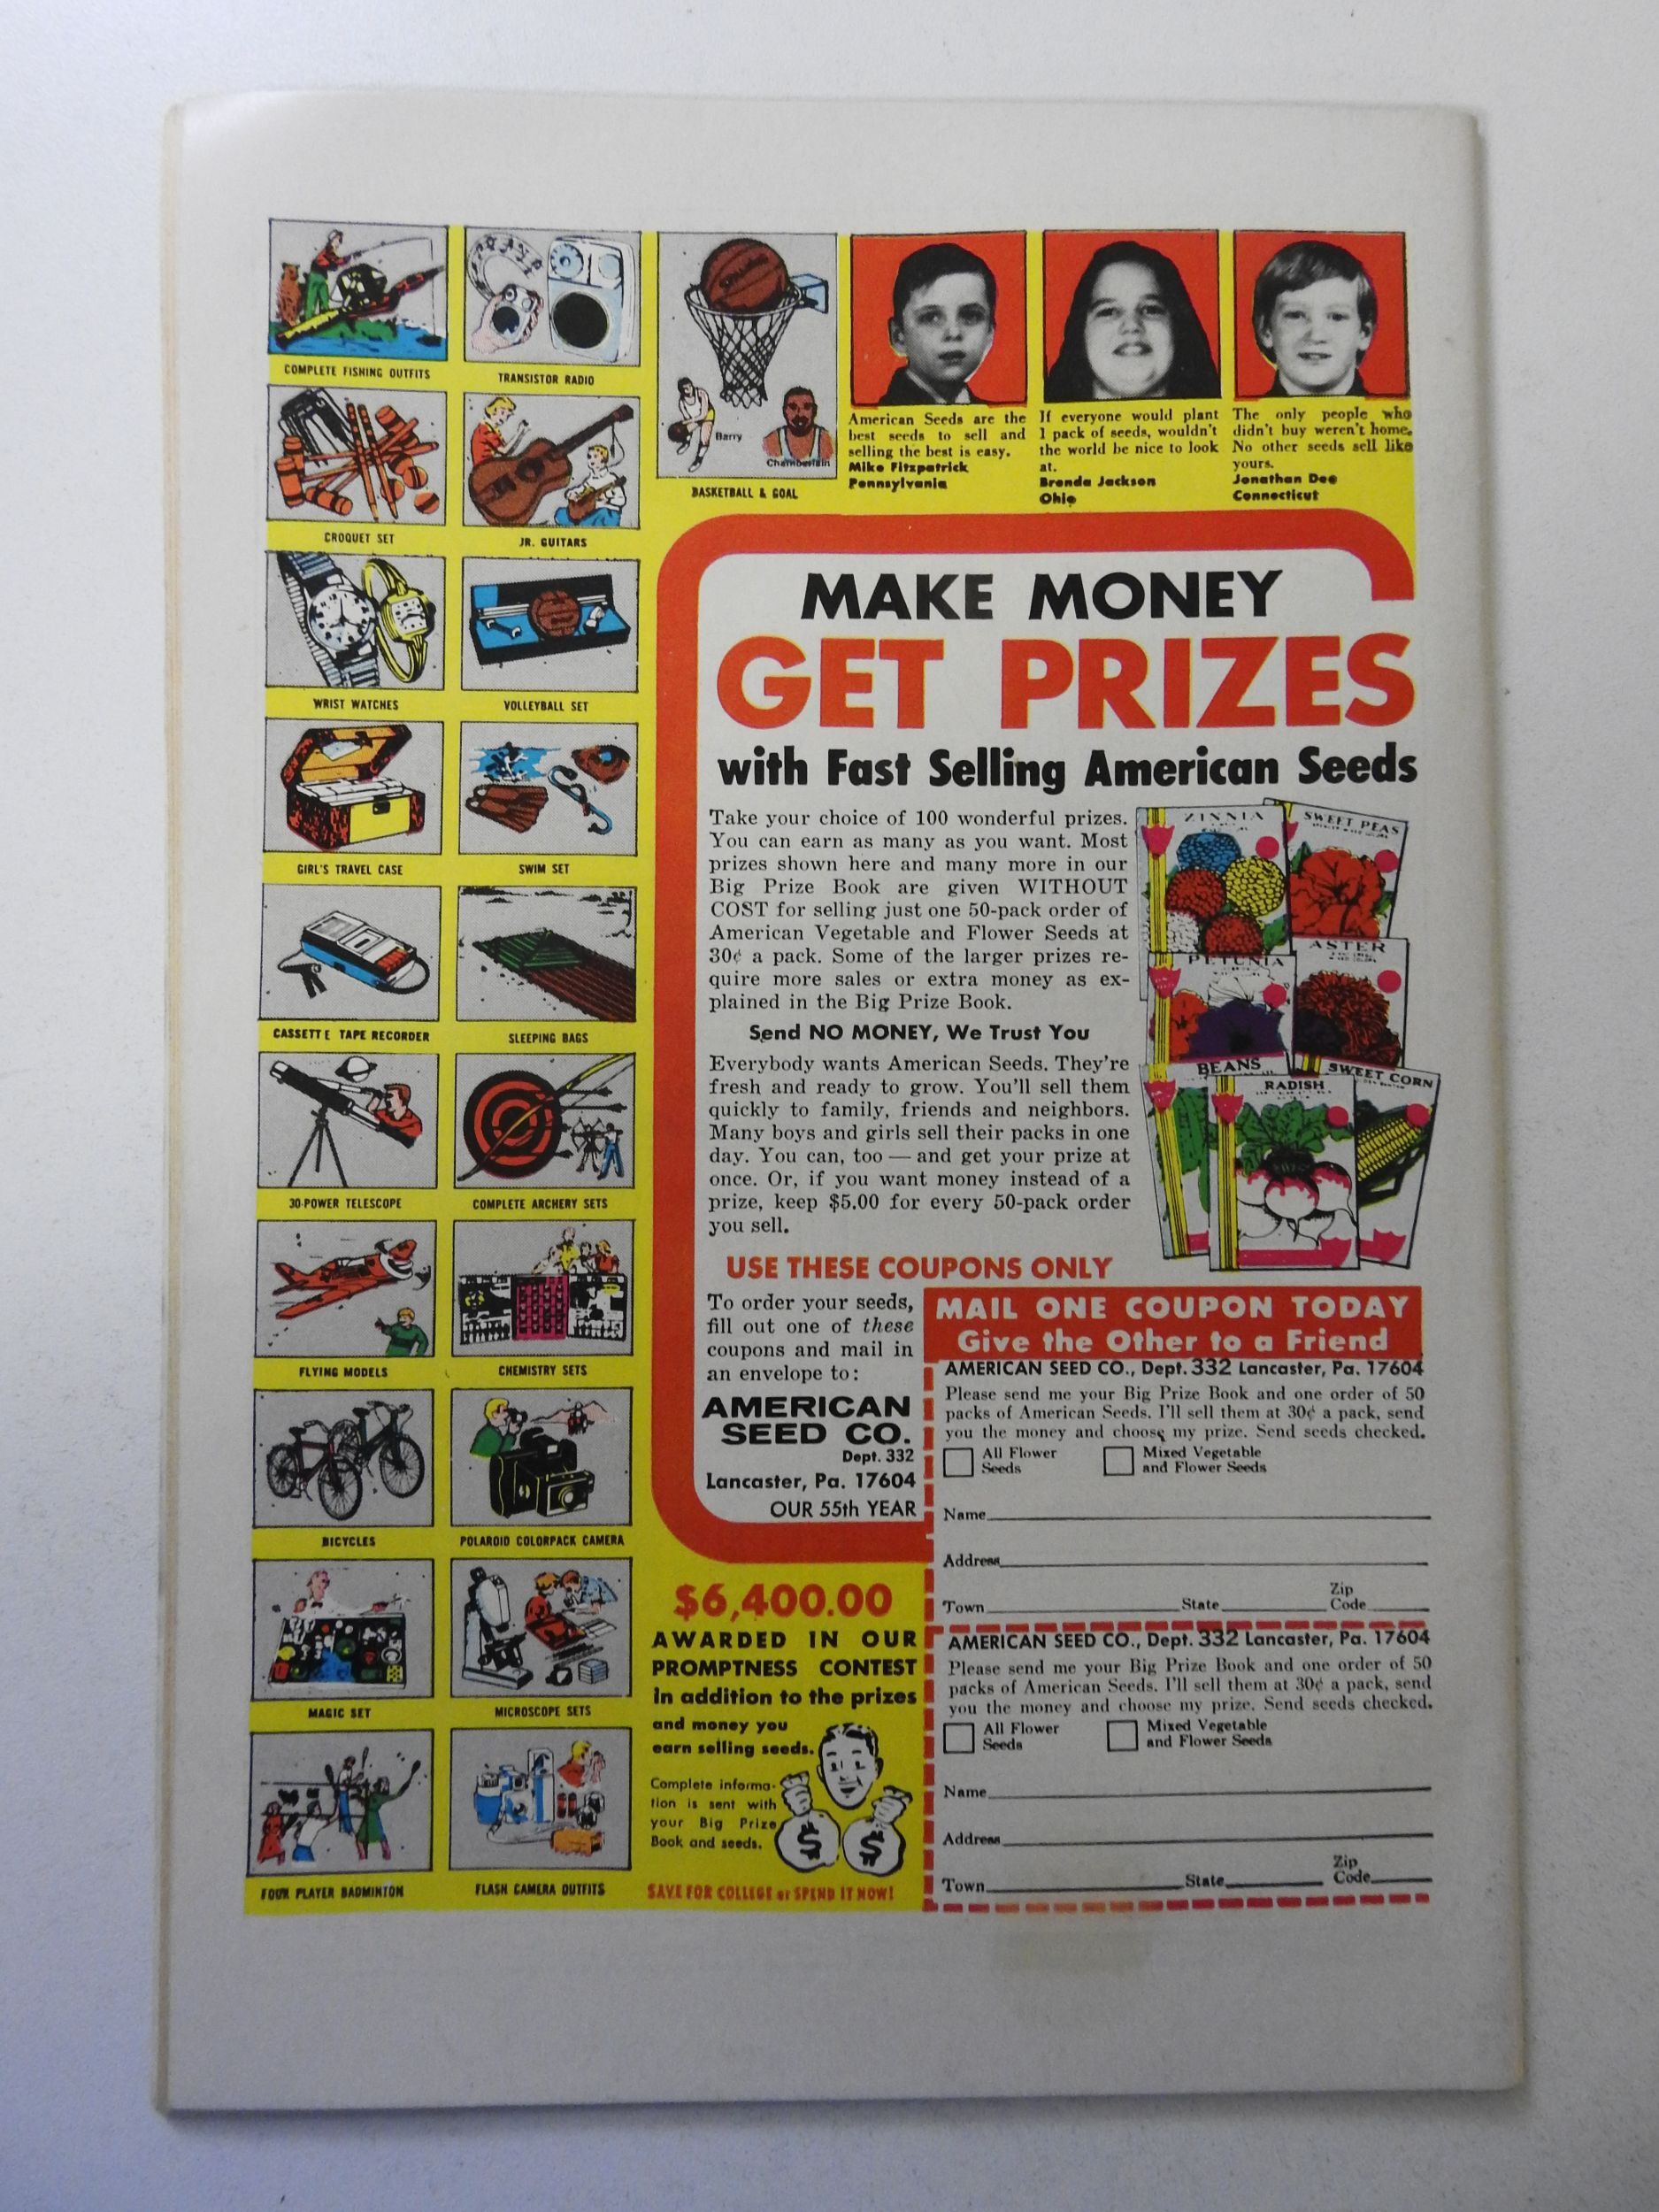 COMPLETE FISHING OUTFITS
TRANSISTOR RADIO
CROQUET SET
JR. GUITARS
WRIST WATCHES
VOLLEYBALL SET
GIRL'S TRAVEL CASE
SWIM SET
CASSETTE TAPE RECORDER
SLEEPING BAGS
30-POWER TELESCOPE
COMPLETE ARCHERY SETS
FLYING MODELS
CHEMISTRY SETS
BICYCLES
POLAROID COLORPACK CAMERA
MAGIC SET
MICROSCOPE SETS
FOUR PLAYER BADMINTON
FLASH CAMERA OUTFITS
Barry
Chamberlain
BASKETBALL & GOAL
American Seeds are the
best seeds to sell and
selling the best is easy.
Mike Fitzpatrick
Pennsylvania
If everyone would plant
1 pack of seeds, wouldn't
the world be nice to look
at.
Brenda Jackson
Ohio
The only people who
didn't buy weren't home.
No other seeds sell like
yours.
Jonathan Dee
Connecticut
MAKE MONEY
GET PRIZES
with Fast Selling American Seeds
Take your choice of 100 wonderful prizes.
You can earn as many as you want. Most
prizes shown here and many more in our
Big Prize Book are given WITHOUT
COST for selling just one 50-pack order of
American Vegetable and Flower Seeds at
30¢ a pack. Some of the larger prizes re-
quire more sales or extra money as ex-
plained in the Big Prize Book.
Send NO MONEY, We Trust You
Everybody wants American Seeds. They're
fresh and ready to grow. You'll sell them
quickly to family, friends and neighbors.
Many boys and girls sell their packs in one
day. You can, too — and get your prize at
once. Or, if you want money instead of a
prize, keep $5.00 for every 50-pack order
you sell.
ZINNIA
SWEET PEAS
ASTER
PETUNIA
BEANS
SWEET CORN
RADISH
USE THESE COUPONS ONLY
To order your seeds,
fill out one of these
coupons and mail in
an envelope to:
AMERICAN
SEED CO.
Dept. 332
Lancaster, Pa. 17604
OUR 55th YEAR
MAIL ONE COUPON TODAY
Give the Other to a Friend
AMERICAN SEED CO., Dept. 332 Lancaster, Pa. 17604
Please send me your Big Prize Book and one order of 50
packs of American Seeds. I'll sell them at 30¢ a pack, send
you the money and choose my prize. Send seeds checked.
All Flower Seeds
Mixed Vegetable and Flower Seeds
Name
Address
Town State Zip Code
AMERICAN SEED CO., Dept. 332 Lancaster, Pa. 17604
Please send me your Big Prize Book and one order of 50
packs of American Seeds. I'll sell them at 30¢ a pack, send
you the money and choose my prize. Send seeds checked.
All Flower Seeds
Mixed Vegetable and Flower Seeds
Name
Address
Town State Zip Code
$6,400.00
AWARDED IN OUR
PROMPTNESS CONTEST
in addition to the prizes
and money you
earn selling seeds.
Complete informa-
tion is sent with
your Big Prize
Book and seeds.
$ $
SAVE FOR COLLEGE or SPEND IT NOW!